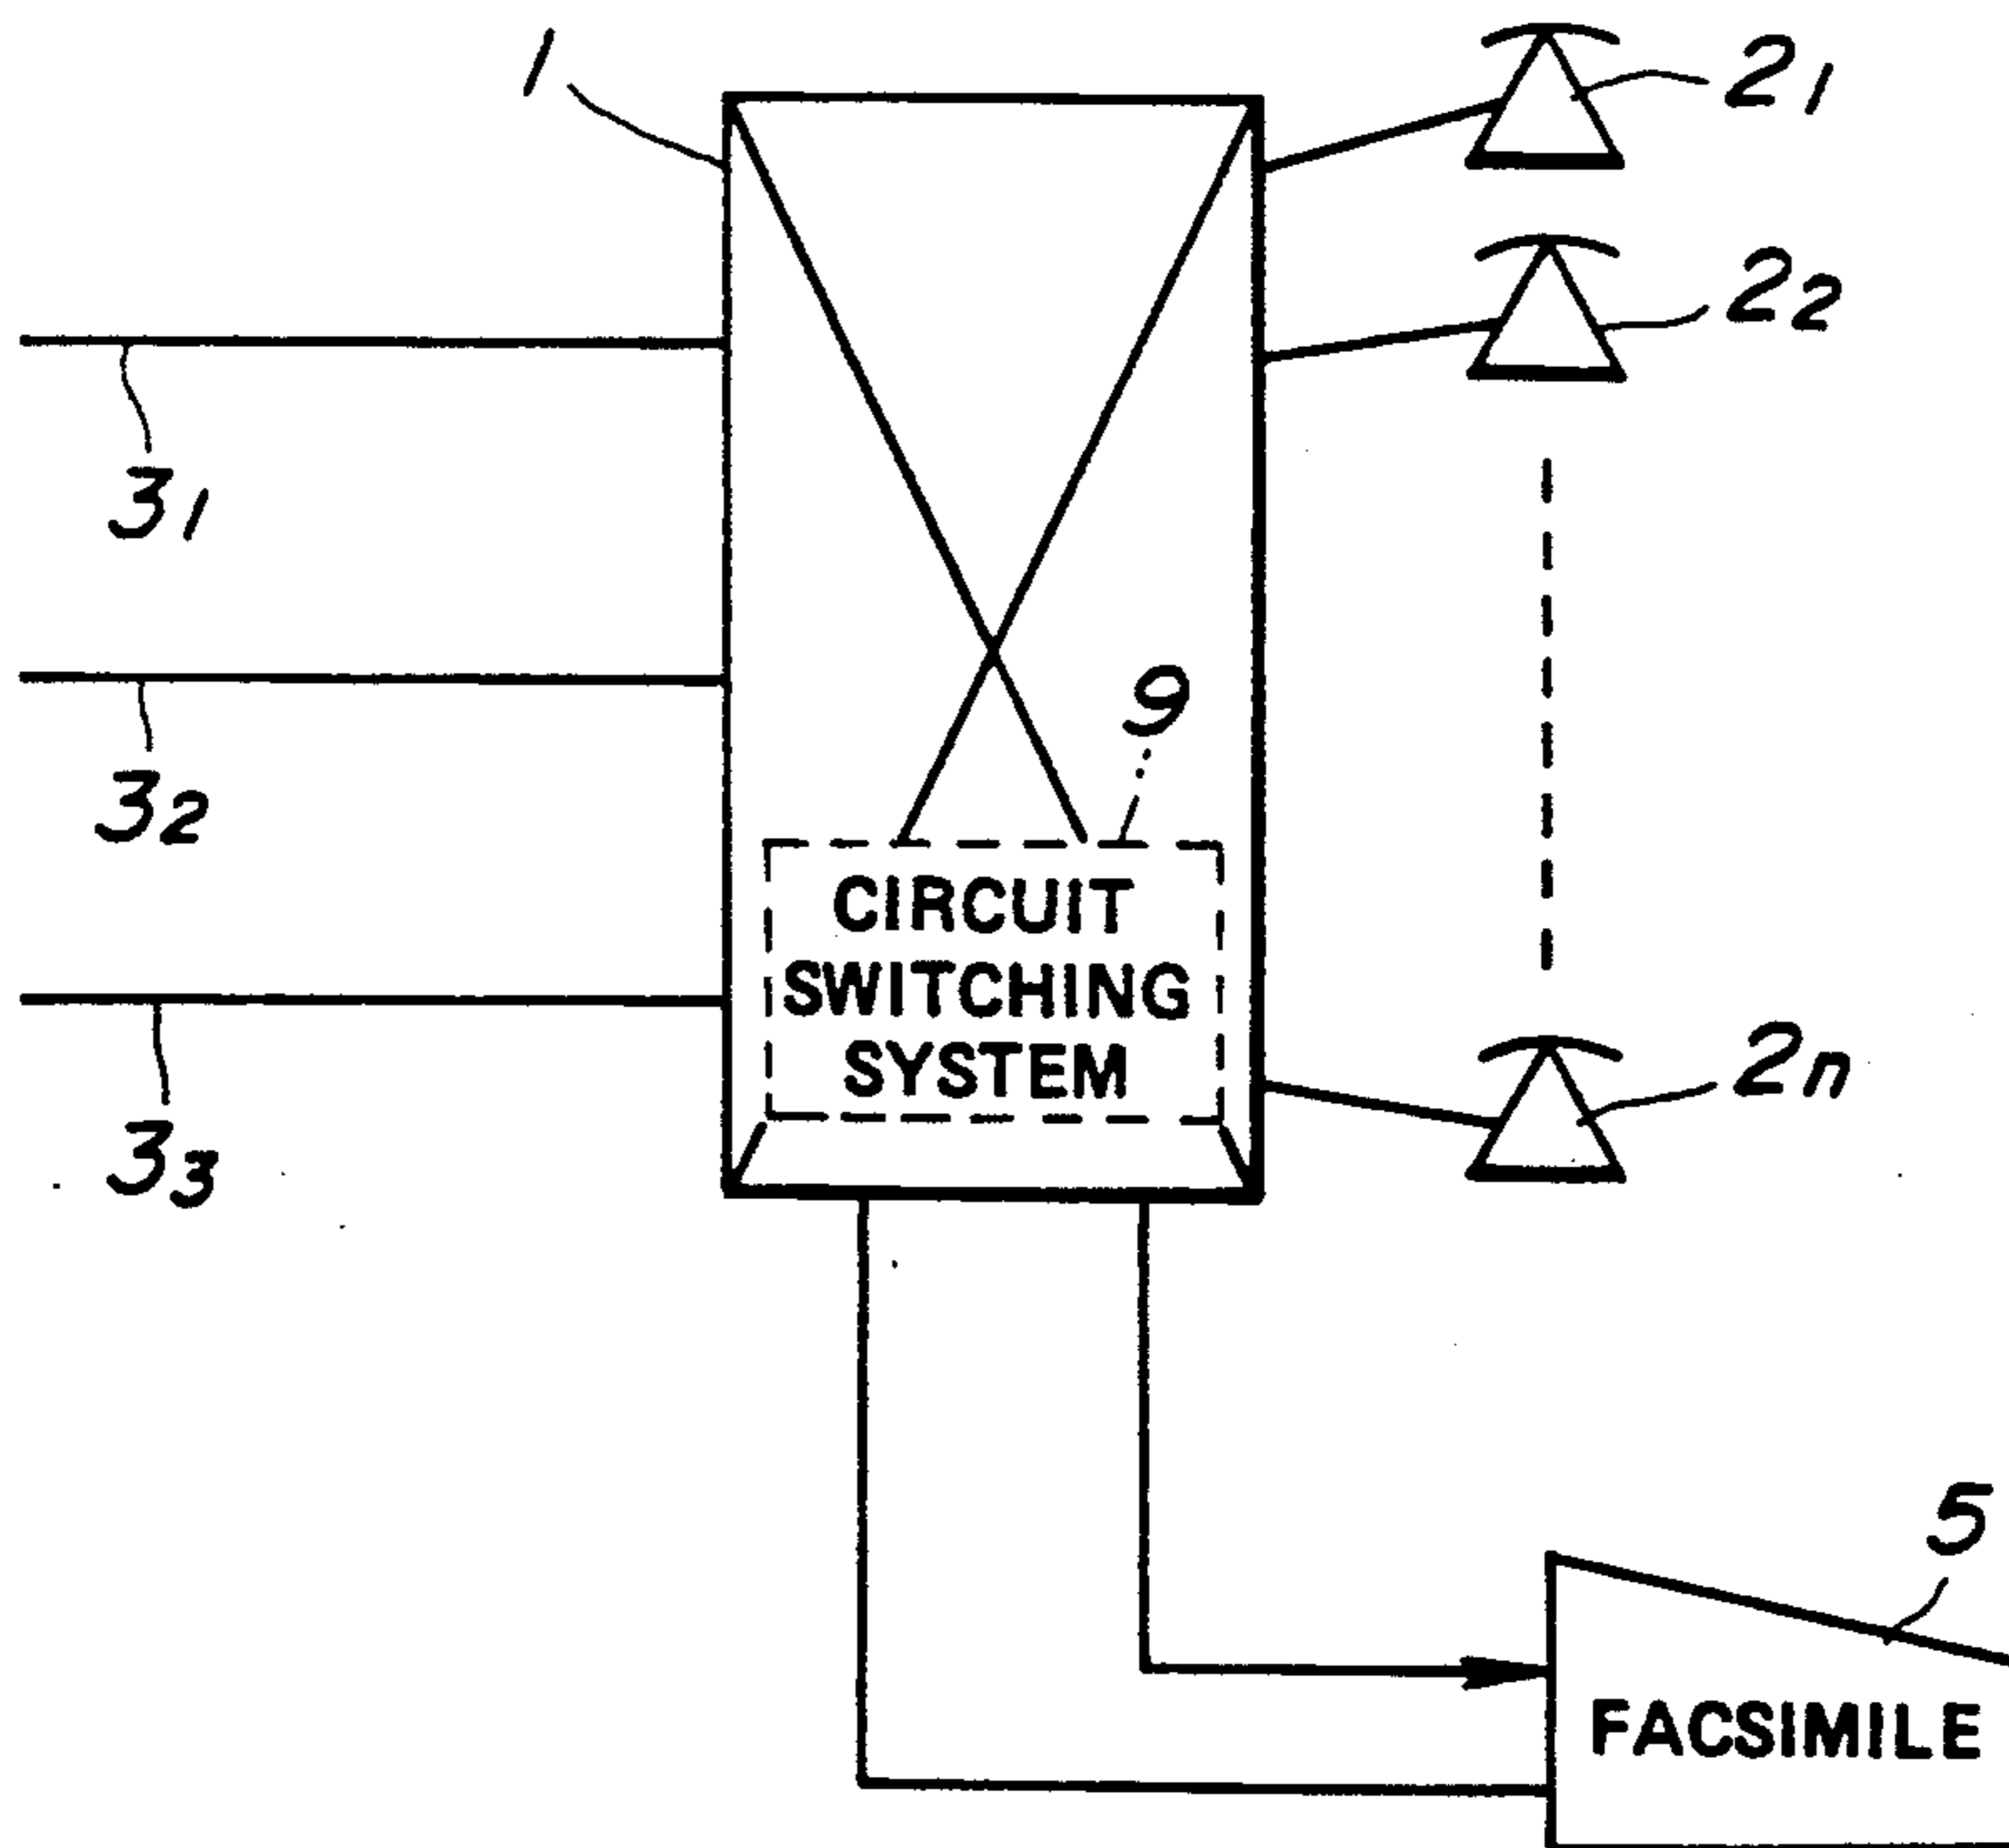 1
2₁
2₂
3₁
9
3₂
CIRCUIT
SWITCHING
SYSTEM
2n
3₃
5
FACSIMILE